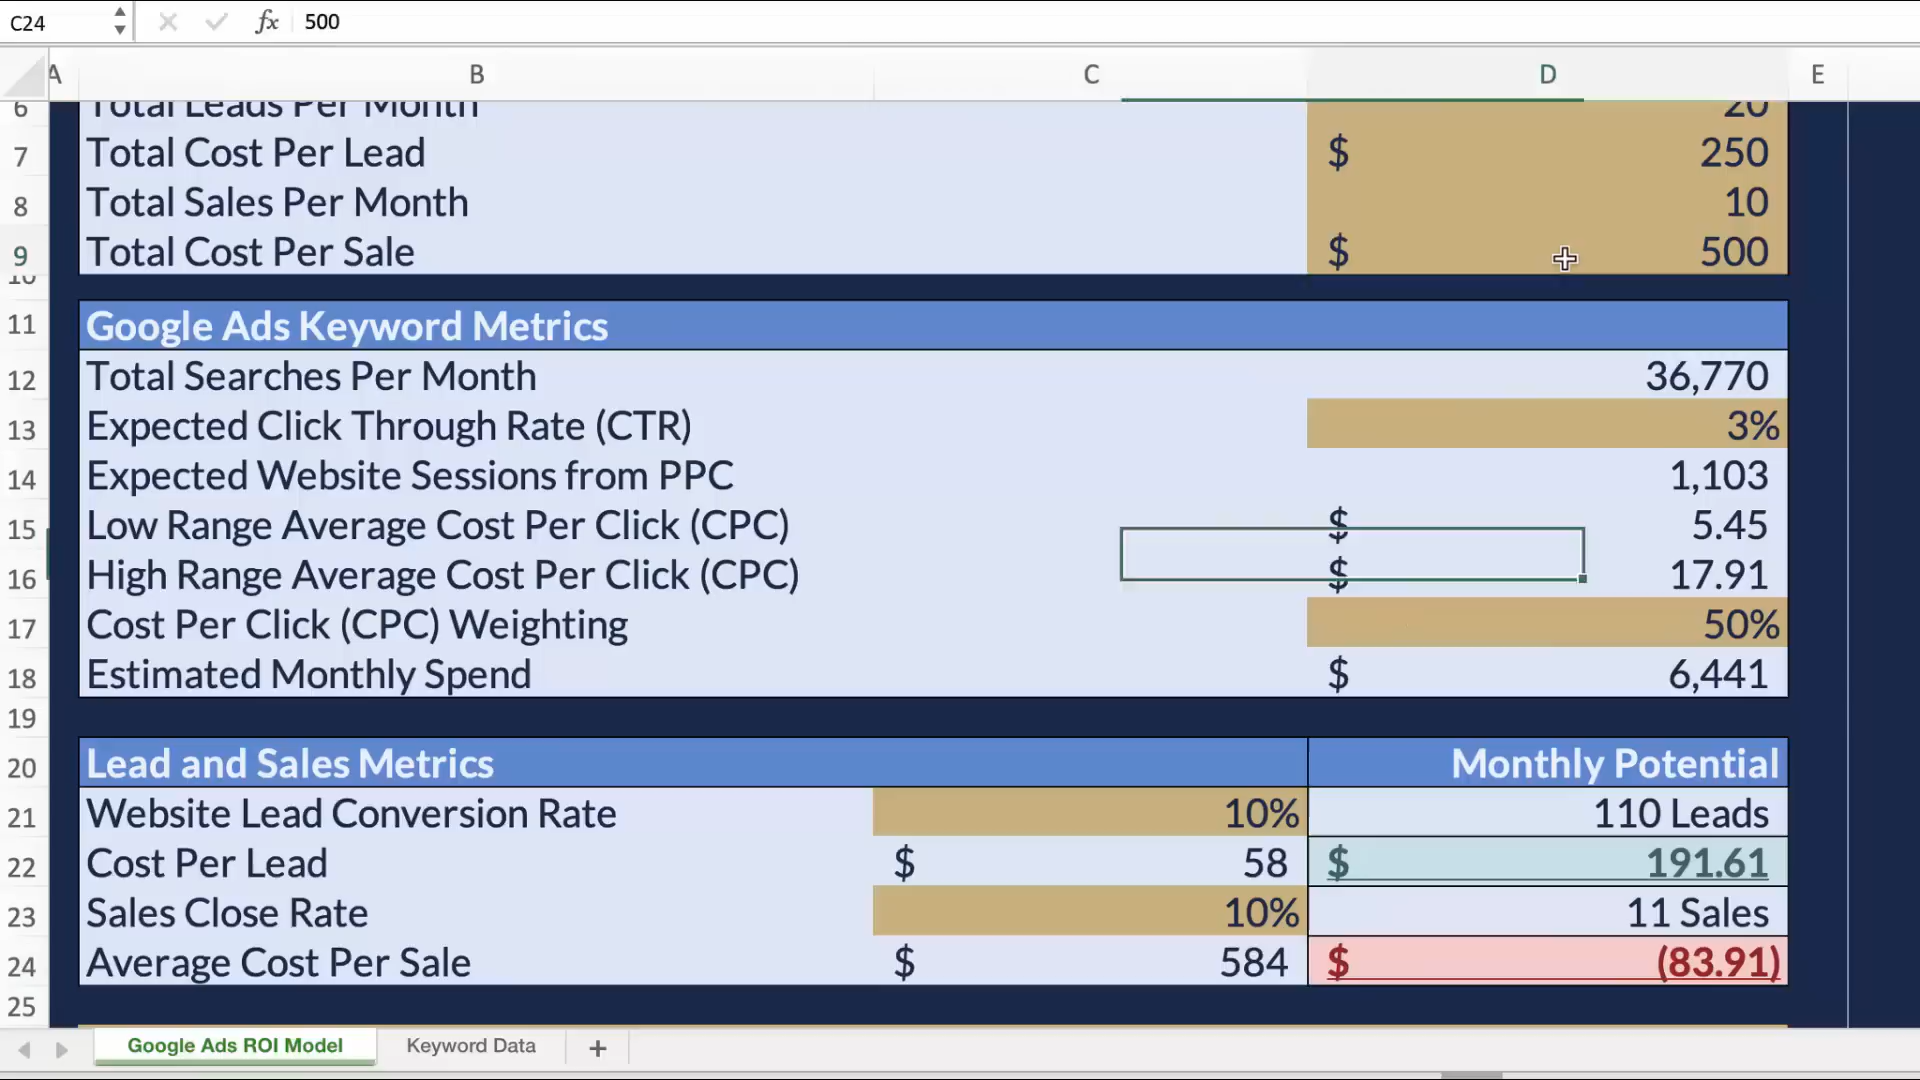 C24 fx 500
A B C D E
6 Total Leads Per Month 20
7 Total Cost Per Lead $ 250
8 Total Sales Per Month 10
9 Total Cost Per Sale $ 500
10
11 Google Ads Keyword Metrics
12 Total Searches Per Month 36,770
13 Expected Click Through Rate (CTR) 3%
14 Expected Website Sessions from PPC 1,103
15 Low Range Average Cost Per Click (CPC) $ 5.45
16 High Range Average Cost Per Click (CPC) $ 17.91
17 Cost Per Click (CPC) Weighting 50%
18 Estimated Monthly Spend $ 6,441
19
20 Lead and Sales Metrics Monthly Potential
21 Website Lead Conversion Rate 10% 110 Leads
22 Cost Per Lead $ 58 $ 191.61
23 Sales Close Rate 10% 11 Sales
24 Average Cost Per Sale $ 584 $ (83.91)
25
Google Ads ROI Model Keyword Data +